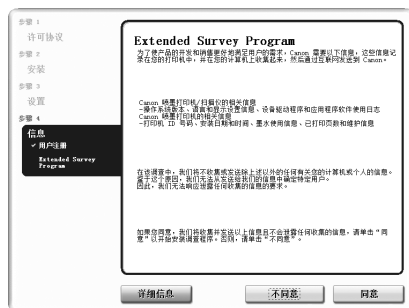 步骤 1
许可协议
步骤 2
安装
步骤 3
设置
步骤 4
信息
✓ 用户注册
Extended Survey
Program
Extended Survey Program
为了使产品的开发和销售更好地满足用户的需求，Canon 需要以下信息，这些信息记
录在您的打印机中，并在您的计算机上收集起来，然后通过互联网发送到 Canon。
Canon 喷墨打印机/扫描仪的相关信息
-操作系统版本、语言和显示设置信息、设备驱动程序和应用程序软件使用日志
Canon 喷墨打印机的相关信息
-打印机 ID 号码、安装日期和时间、墨水使用信息、已打印页数和维护信息
在该调查中，我们将不收集或发送除上述以外的任何有关您的计算机或个人的信息。
鉴于这个原因，我们无法从发送给我们的信息中确定特定用户。
因此，我们无法响应泄露任何收集的信息的要求。
如果您同意，我们将收集并发送以上信息且不会泄露任何收集的信息，请单击“同
意”以开始安装调查程序。否则，请单击“不同意”。
详细信息
不同意
同意